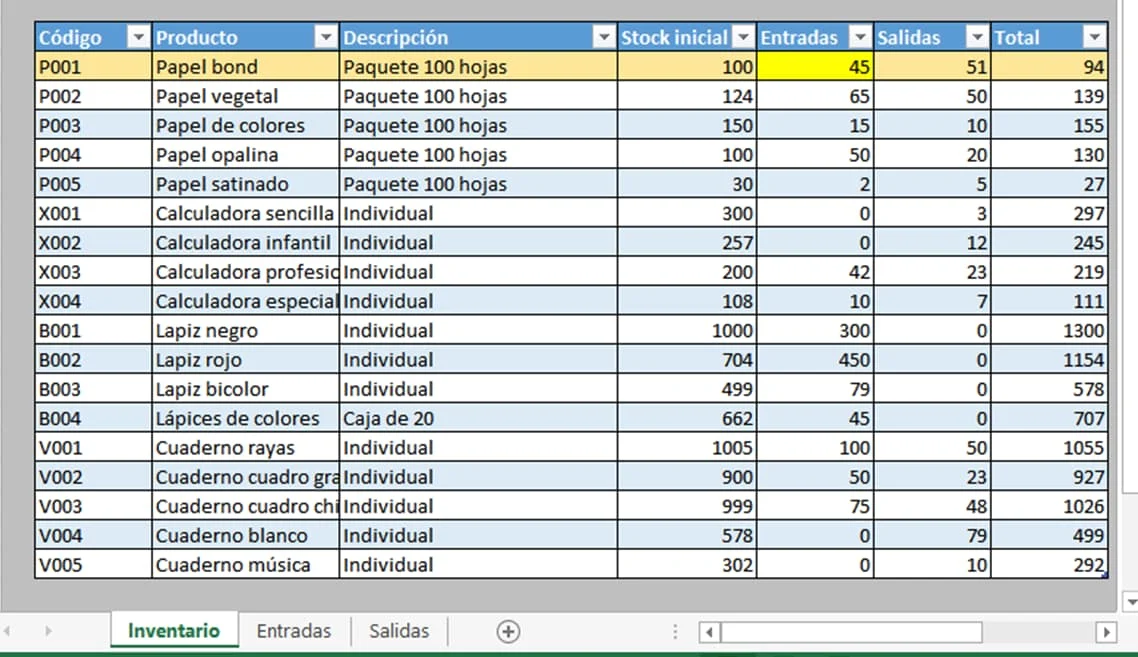 Código Producto Descripción Stock inicial Entradas Salidas Total
P001 Papel bond Paquete 100 hojas 100 45 51 94
P002 Papel vegetal Paquete 100 hojas 124 65 50 139
P003 Papel de colores Paquete 100 hojas 150 15 10 155
P004 Papel opalina Paquete 100 hojas 100 50 20 130
P005 Papel satinado Paquete 100 hojas 30 2 5 27
X001 Calculadora sencilla Individual 300 0 3 297
X002 Calculadora infantil Individual 257 0 12 245
X003 Calculadora profesic Individual 200 42 23 219
X004 Calculadora especial Individual 108 10 7 111
B001 Lapiz negro Individual 1000 300 0 1300
B002 Lapiz rojo Individual 704 450 0 1154
B003 Lapiz bicolor Individual 499 79 0 578
B004 Lápices de colores Caja de 20 662 45 0 707
V001 Cuaderno rayas Individual 1005 100 50 1055
V002 Cuaderno cuadro gra Individual 900 50 23 927
V003 Cuaderno cuadro chi Individual 999 75 48 1026
V004 Cuaderno blanco Individual 578 0 79 499
V005 Cuaderno música Individual 302 0 10 292
Inventario Entradas Salidas